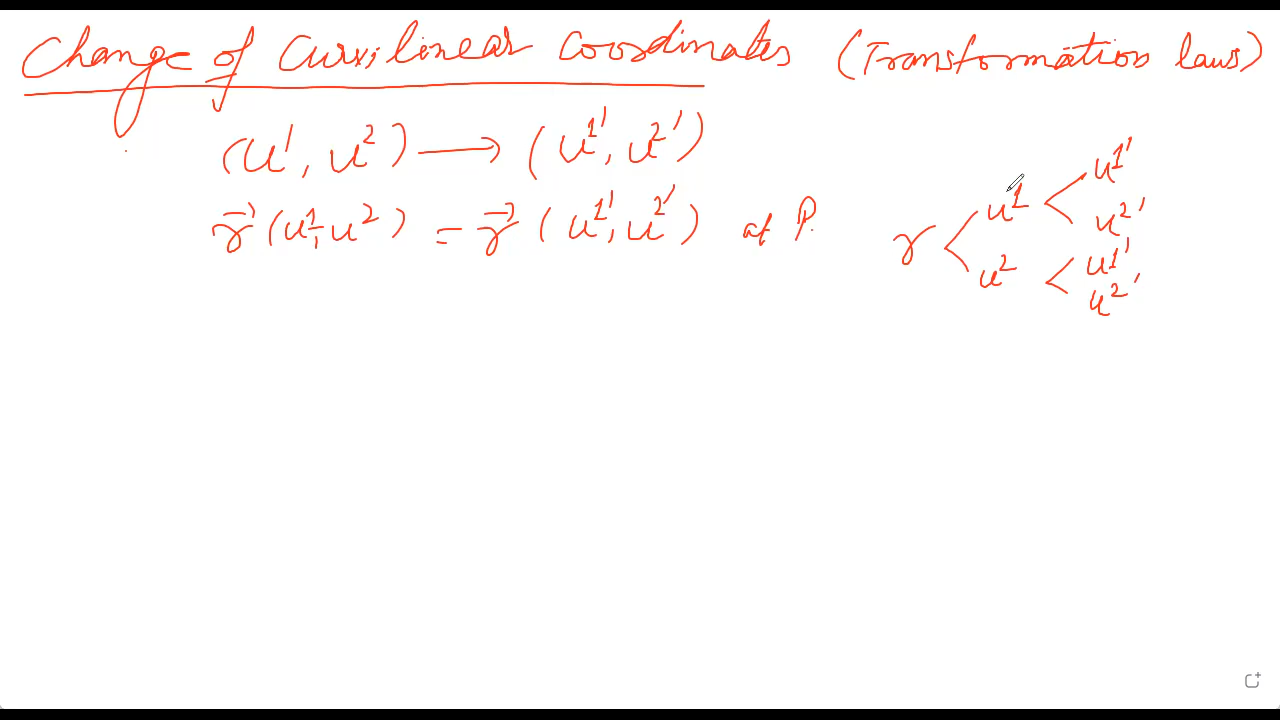 Change of Curvilinear Coordinates (Transformation laws)
(u¹, u²) ⟶ (u¹′, u²′)
r⃗ (u¹, u²) = r⃗ (u¹′, u²′) at P.
r < u¹ < u¹′
u²′
u² < u¹′
u²′